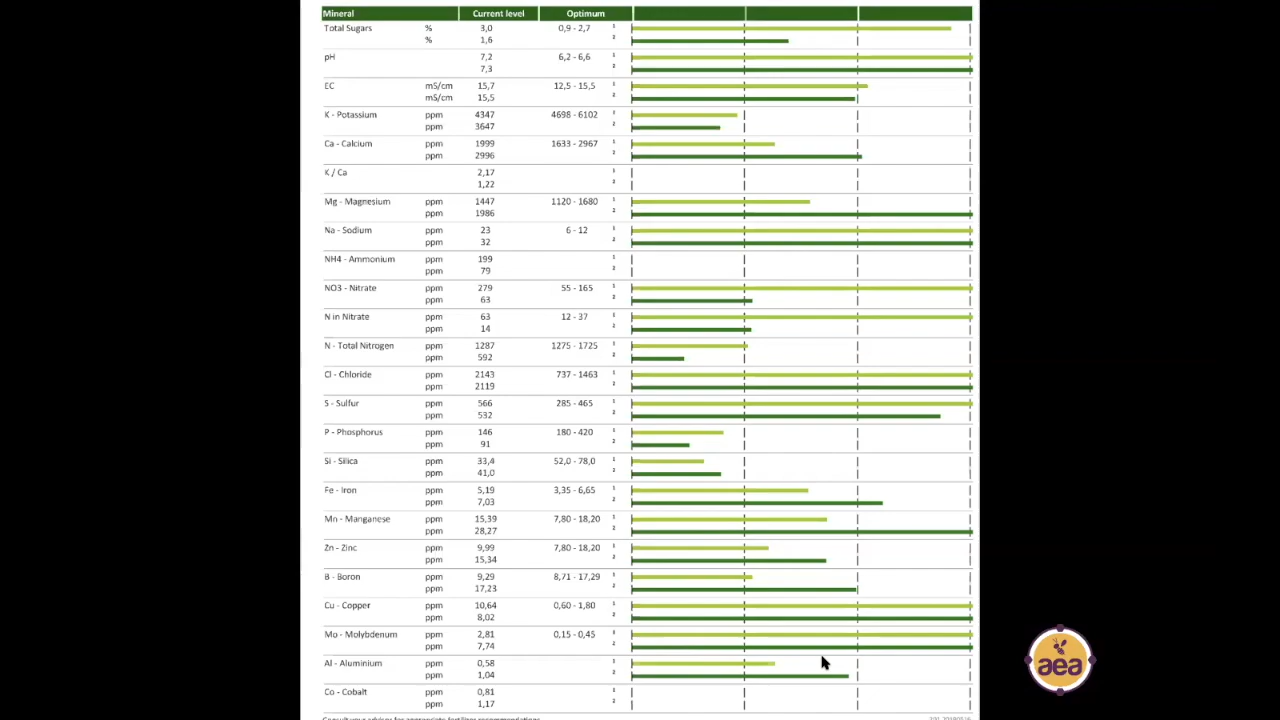 Mineral Current level Optimum
Total Sugars % 3,0 0,9 - 2,7 1
% 1,6 2
pH 7,2 6,2 - 6,6 1
7,3 2
EC mS/cm 15,7 12,5 - 15,5 1
mS/cm 15,5 2
K - Potassium ppm 4347 4698 - 6102 1
ppm 3647 2
Ca - Calcium ppm 1999 1633 - 2967 1
ppm 2996 2
K / Ca 2,17 1
1,22 2
Mg - Magnesium ppm 1447 1120 - 1680 1
ppm 1986 2
Na - Sodium ppm 23 6 - 12 1
ppm 32 2
NH4 - Ammonium ppm 199 1
ppm 79 2
NO3 - Nitrate ppm 279 55 - 165 1
ppm 63 2
N in Nitrate ppm 63 12 - 37 1
ppm 14 2
N - Total Nitrogen ppm 1287 1275 - 1725 1
ppm 592 2
Cl - Chloride ppm 2143 737 - 1463 1
ppm 2119 2
S - Sulfur ppm 566 285 - 465 1
ppm 532 2
P - Phosphorus ppm 146 180 - 420 1
ppm 91 2
Si - Silica ppm 33,4 52,0 - 78,0 1
ppm 41,0 2
Fe - Iron ppm 5,19 3,35 - 6,65 1
ppm 7,03 2
Mn - Manganese ppm 15,39 7,80 - 18,20 1
ppm 28,27 2
Zn - Zinc ppm 9,99 7,80 - 18,20 1
ppm 15,34 2
B - Boron ppm 9,29 8,71 - 17,29 1
ppm 17,23 2
Cu - Copper ppm 10,64 0,60 - 1,80 1
ppm 8,02 2
Mo - Molybdenum ppm 2,81 0,15 - 0,45 1
ppm 7,74 2
Al - Aluminium ppm 0,58 1
ppm 1,04 2
Co - Cobalt ppm 0,81 1
ppm 1,17 2
Consult your advisor for appropriate fertilizer recommendations
aea